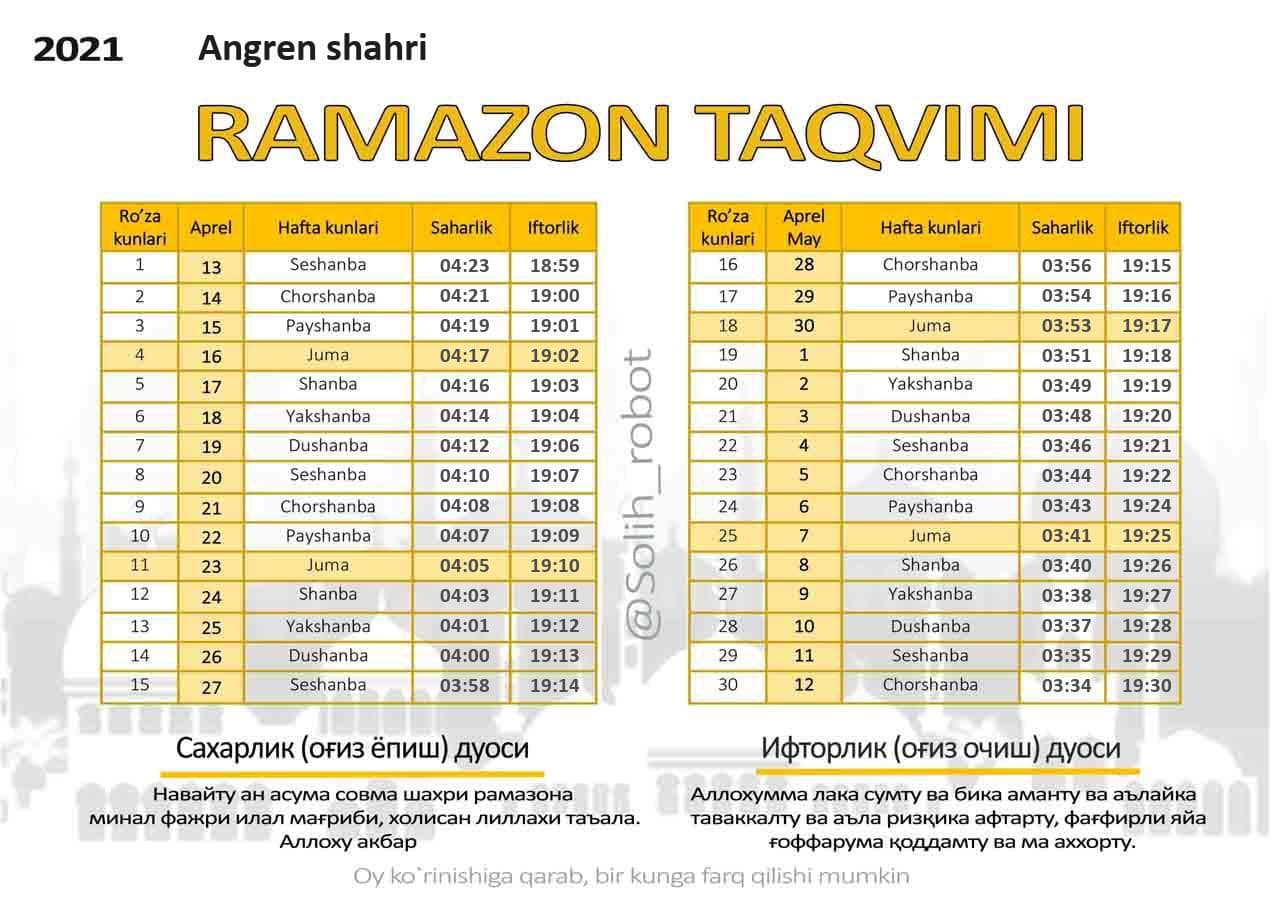 2021 Angren shahri
RAMAZON TAQVIMI
Ro’za kunlari Aprel Hafta kunlari Saharlik Iftorlik
1 13 Seshanba 04:23 18:59
2 14 Chorshanba 04:21 19:00
3 15 Payshanba 04:19 19:01
4 16 Juma 04:17 19:02
5 17 Shanba 04:16 19:03
6 18 Yakshanba 04:14 19:04
7 19 Dushanba 04:12 19:06
8 20 Seshanba 04:10 19:07
9 21 Chorshanba 04:08 19:08
10 22 Payshanba 04:07 19:09
11 23 Juma 04:05 19:10
12 24 Shanba 04:03 19:11
13 25 Yakshanba 04:01 19:12
14 26 Dushanba 04:00 19:13
15 27 Seshanba 03:58 19:14
@Solih_robot
Ro’za kunlari Aprel May Hafta kunlari Saharlik Iftorlik
16 28 Chorshanba 03:56 19:15
17 29 Payshanba 03:54 19:16
18 30 Juma 03:53 19:17
19 1 Shanba 03:51 19:18
20 2 Yakshanba 03:49 19:19
21 3 Dushanba 03:48 19:20
22 4 Seshanba 03:46 19:21
23 5 Chorshanba 03:44 19:22
24 6 Payshanba 03:43 19:24
25 7 Juma 03:41 19:25
26 8 Shanba 03:40 19:26
27 9 Yakshanba 03:38 19:27
28 10 Dushanba 03:37 19:28
29 11 Seshanba 03:35 19:29
30 12 Chorshanba 03:34 19:30
Сахарлик (оғиз ёпиш) дуоси
Навайту ан асума совма шахри рамазона
минал фажри илал мағриби, холисан лиллахи таъала.
Аллоху акбар
Ифторлик (оғиз очиш) дуоси
Аллохумма лака сумту ва бика аманту ва аълайка
таваккалту ва аъла ризқика афтарту, фағфирли яйа
ғоффарума қоддамту ва ма аххорту.
Oy ko`rinishiga qarab, bir kunga farq qilishi mumkin